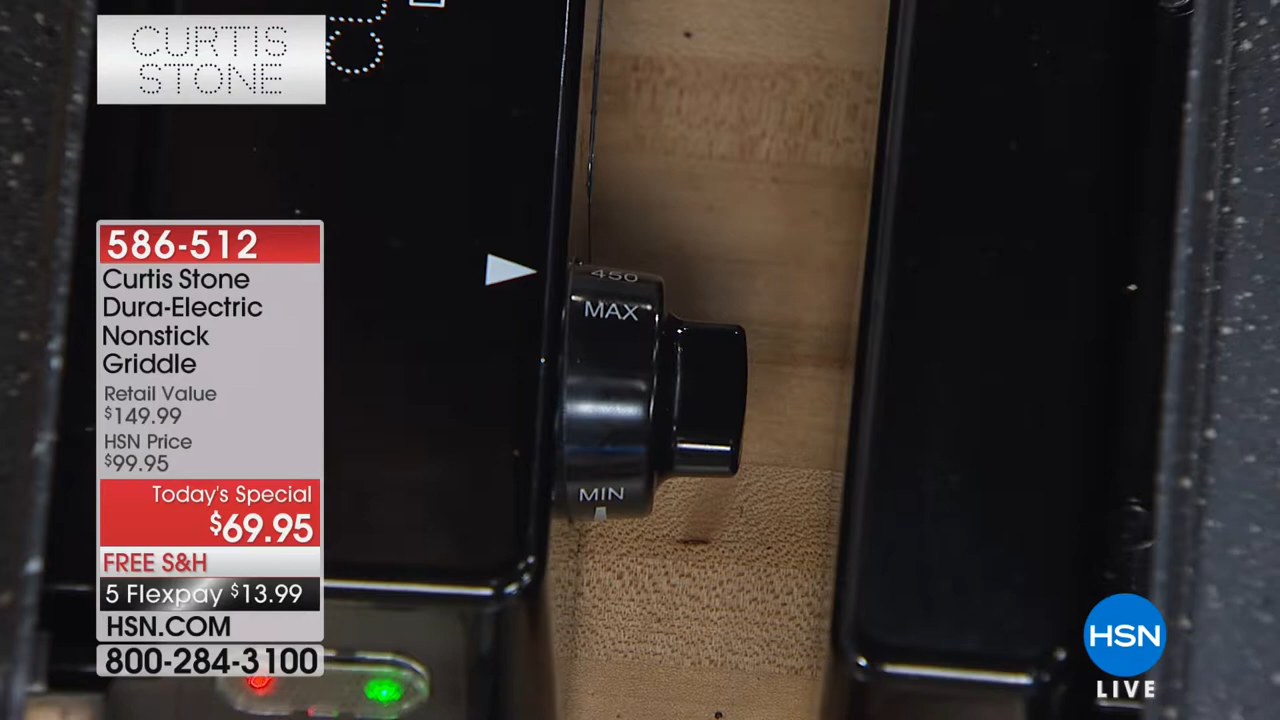 CURTIS
STONE
586-512
Curtis Stone
Dura-Electric
Nonstick
Griddle
Retail Value
$149.99
HSN Price
$99.95
Today's Special
$69.95
FREE S&H
5 Flexpay $13.99
HSN.COM
800-284-3100
450
MAX
MIN
HSN
LIVE